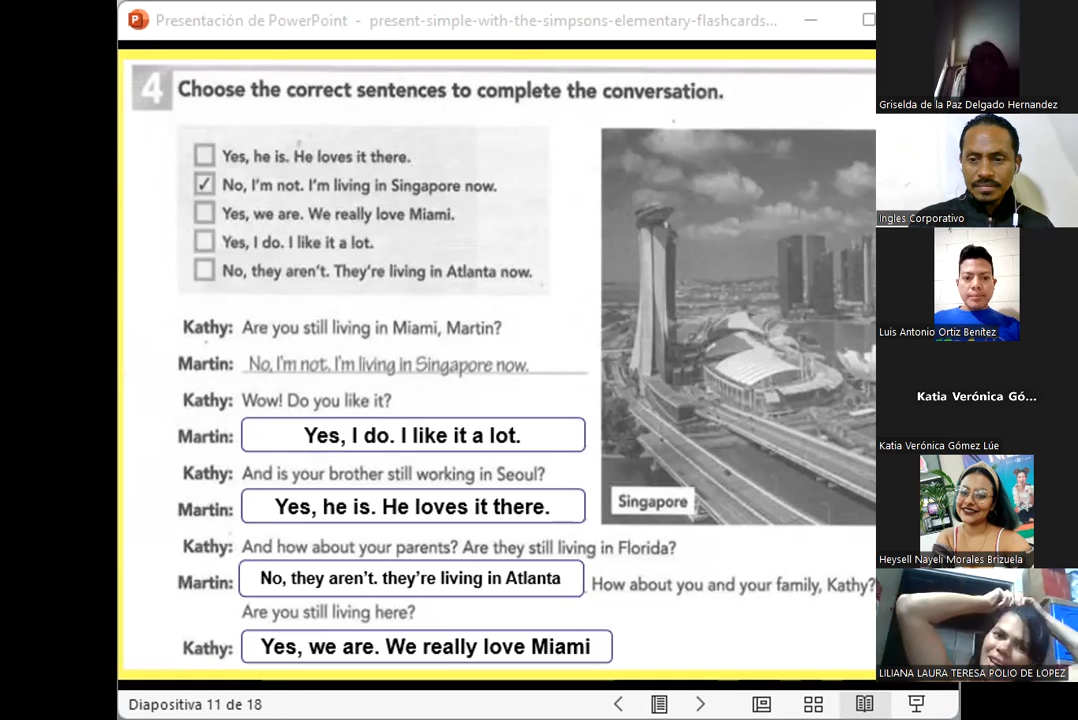 Presentación de PowerPoint - present-simple-with-the-simpsons-elementary-flashcards...
4 Choose the correct sentences to complete the conversation.
Yes, he is. He loves it there.
✓ No, I'm not. I'm living in Singapore now.
Yes, we are. We really love Miami.
Yes, I do. I like it a lot.
No, they aren't. They're living in Atlanta now.
Kathy: Are you still living in Miami, Martin?
Martin: No, I'm not. I'm living in Singapore now.
Kathy: Wow! Do you like it?
Martin: Yes, I do. I like it a lot.
Kathy: And is your brother still working in Seoul?
Martin: Yes, he is. He loves it there.
Kathy: And how about your parents? Are they still living in Florida?
Martin: No, they aren't. they're living in Atlanta How about you and your family, Kathy?
Are you still living here?
Kathy: Yes, we are. We really love Miami
Singapore
Diapositiva 11 de 18
Griselda de la Paz Delgado Hernandez
Ingles Corporativo
Luis Antonio Ortiz Benítez
Katia Verónica Gó...
Katia Verónica Gómez Lúe
Heysell Nayeli Morales Brizuela
LILIANA LAURA TERESA POLIO DE LOPEZ